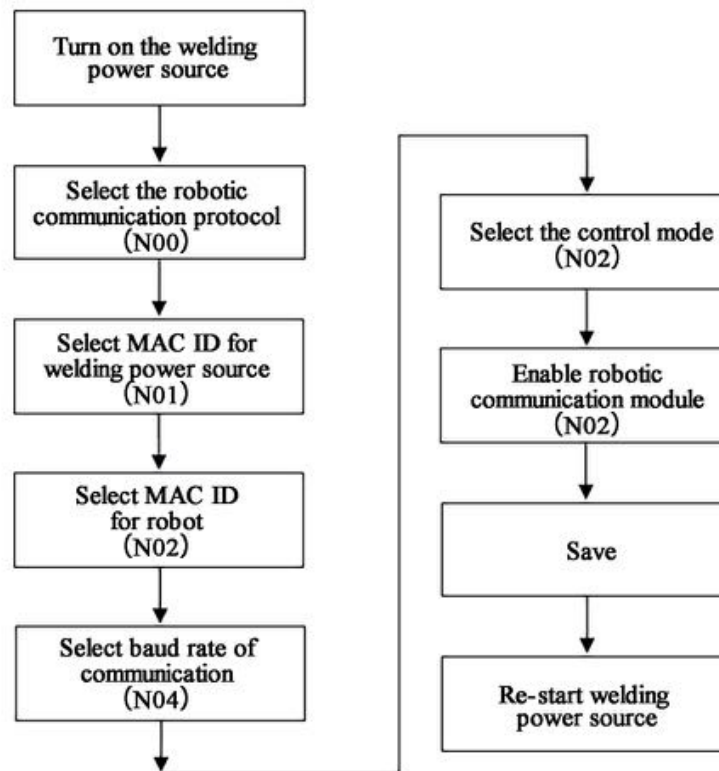 Turn on the welding
power source
Select the robotic
communication protocol
(N00)
Select MAC ID for
welding power source
(N01)
Select MAC ID
for robot
(N02)
Select baud rate of
communication
(N04)
Select the control mode
(N02)
Enable robotic
communication module
(N02)
Save
Re-start welding
power source